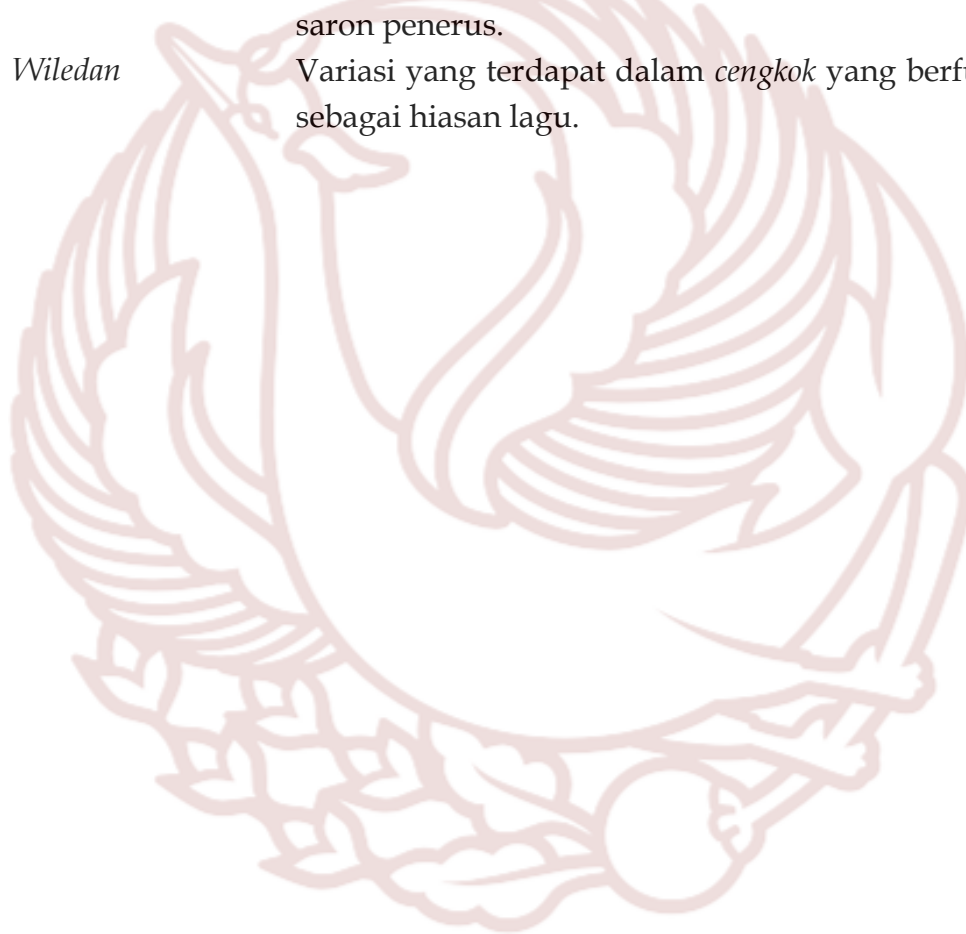 saron penerus.
Wiledan Variasi yang terdapat dalam cengkok yang
sebagai hiasan lagu.